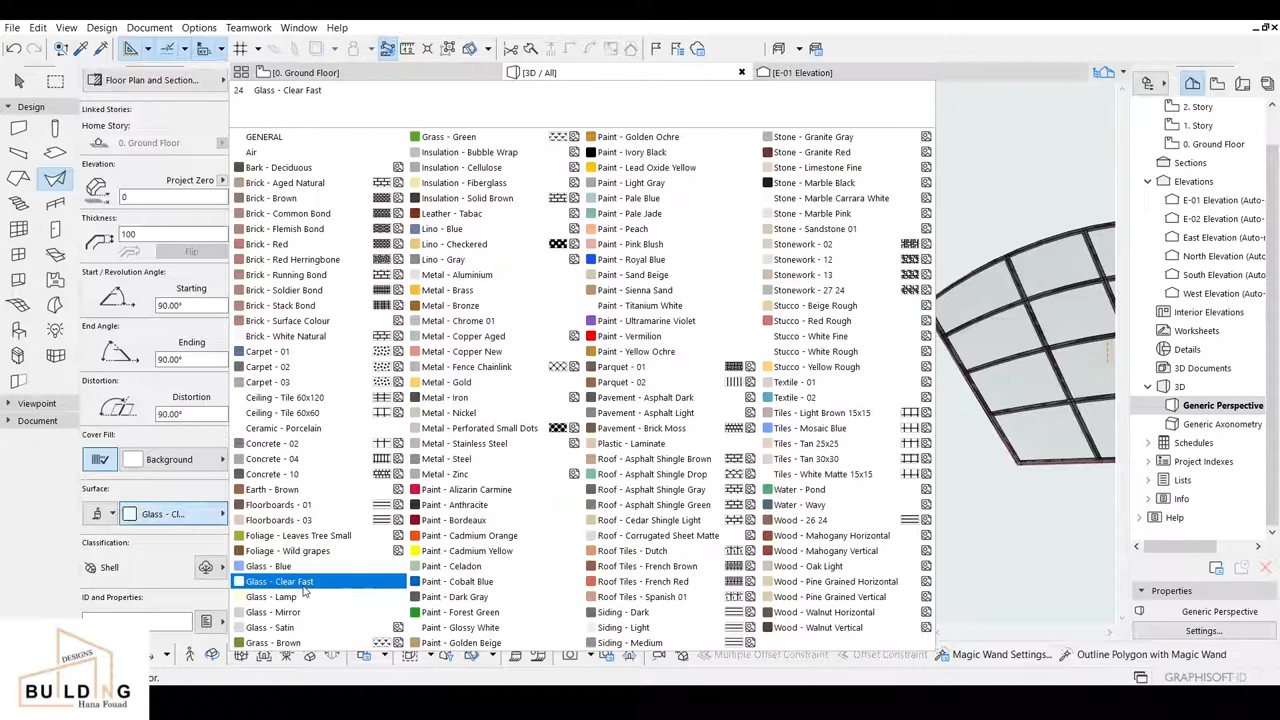 File Edit View Design Document Options Teamwork Window Help
Floor Plan and Section...
[0. Ground Floor]
[3D / All]
[E-01 Elevation]
24 Glass - Clear Fast
Design
Linked Stories:
Home Story:
0. Ground Floor
Elevation:
Project Zero
0
Thickness:
100
Flip
Start / Revolution Angle:
Starting
90.00°
End Angle:
Ending
90.00°
Distortion:
Distortion
90.00°
Cover Fill:
Background
Surface:
Glass - Cl...
Classification:
Shell
ID and Properties:
Viewpoint
Document
GENERAL
Air
Bark - Deciduous
Brick - Aged Natural
Brick - Brown
Brick - Common Bond
Brick - Flemish Bond
Brick - Red
Brick - Red Herringbone
Brick - Running Bond
Brick - Soldier Bond
Brick - Stack Bond
Brick - Surface Colour
Brick - White Natural
Carpet - 01
Carpet - 02
Carpet - 03
Ceiling - Tile 60x120
Ceiling - Tile 60x60
Ceramic - Porcelain
Concrete - 02
Concrete - 04
Concrete - 10
Earth - Brown
Floorboards - 01
Floorboards - 03
Foliage - Leaves Tree Small
Foliage - Wild grapes
Glass - Blue
Glass - Clear Fast
Glass - Lamp
Glass - Mirror
Glass - Satin
Grass - Brown
Grass - Green
Insulation - Bubble Wrap
Insulation - Cellulose
Insulation - Fiberglass
Insulation - Solid Brown
Leather - Tabac
Lino - Blue
Lino - Checkered
Lino - Gray
Metal - Aluminium
Metal - Brass
Metal - Bronze
Metal - Chrome 01
Metal - Copper Aged
Metal - Copper New
Metal - Fence Chainlink
Metal - Gold
Metal - Iron
Metal - Nickel
Metal - Perforated Small Dots
Metal - Stainless Steel
Metal - Steel
Metal - Zinc
Paint - Alizarin Carmine
Paint - Anthracite
Paint - Bordeaux
Paint - Cadmium Orange
Paint - Cadmium Yellow
Paint - Celadon
Paint - Cobalt Blue
Paint - Dark Gray
Paint - Forest Green
Paint - Glossy White
Paint - Golden Beige
Paint - Golden Ochre
Paint - Ivory Black
Paint - Lead Oxide Yellow
Paint - Light Gray
Paint - Pale Blue
Paint - Pale Jade
Paint - Peach
Paint - Pink Blush
Paint - Royal Blue
Paint - Sand Beige
Paint - Sienna Sand
Paint - Titanium White
Paint - Ultramarine Violet
Paint - Vermilion
Paint - Yellow Ochre
Parquet - 01
Parquet - 02
Pavement - Asphalt Dark
Pavement - Asphalt Light
Pavement - Brick Moss
Plastic - Laminate
Roof - Asphalt Shingle Brown
Roof - Asphalt Shingle Drop
Roof - Asphalt Shingle Gray
Roof - Asphalt Shingle Green
Roof - Cedar Shingle Light
Roof - Corrugated Sheet Matte
Roof Tiles - Dutch
Roof Tiles - French Brown
Roof Tiles - French Red
Roof Tiles - Spanish 01
Siding - Dark
Siding - Light
Siding - Medium
Stone - Granite Gray
Stone - Granite Red
Stone - Limestone Fine
Stone - Marble Black
Stone - Marble Carrara White
Stone - Marble Pink
Stone - Sandstone 01
Stonework - 02
Stonework - 12
Stonework - 13
Stonework - 27 24
Stucco - Beige Rough
Stucco - Red Rough
Stucco - White Fine
Stucco - White Rough
Stucco - Yellow Rough
Textile - 01
Textile - 02
Tiles - Light Brown 15x15
Tiles - Mosaic Blue
Tiles - Tan 25x25
Tiles - Tan 30x30
Tiles - White Matte 15x15
Water - Pond
Water - Wavy
Wood - 26 24
Wood - Mahogany Horizontal
Wood - Mahogany Vertical
Wood - Oak Light
Wood - Pine Grained Horizontal
Wood - Pine Grained Vertical
Wood - Walnut Horizontal
Wood - Walnut Vertical
2. Story
1. Story
0. Ground Floor
Sections
Elevations
E-01 Elevation (Auto-
E-02 Elevation (Auto-
East Elevation (Auto-r
North Elevation (Auto-
South Elevation (Auto-
West Elevation (Auto-
Interior Elevations
Worksheets
Details
3D Documents
3D
Generic Perspective
Generic Axonometry
Schedules
Project Indexes
Lists
Info
Help
Properties
Generic Perspective
Settings...
Multiple Offset Constraint
Offset Constraint
Magic Wand Settings...
Outline Polygon with Magic Wand
or.
GRAPHISOFT ID
DESIGNS
BUILDING
Hana Fouad